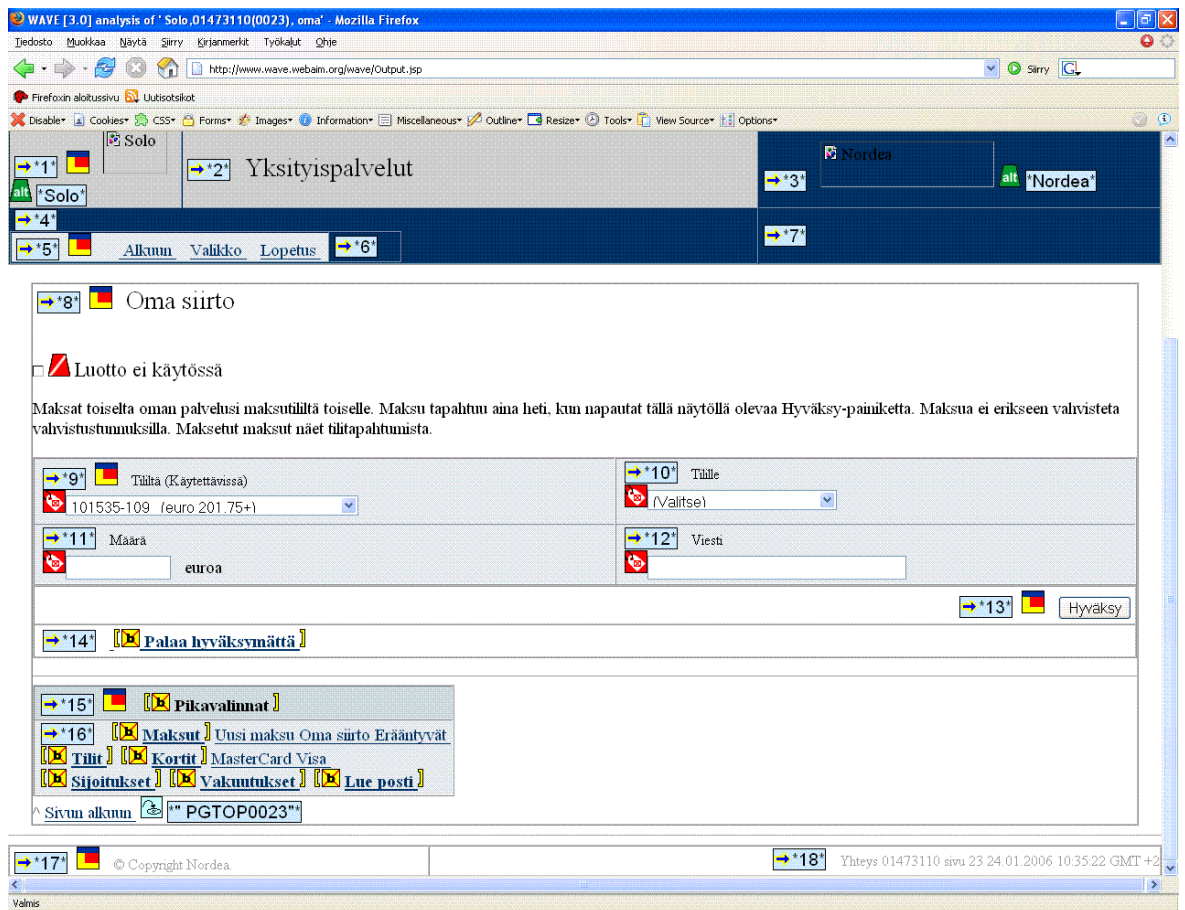 WAVE [3.0] analysis of ' Solo,01473110(0023), oma' - Mozilla Firefox
Tiedosto Muokkaa Näytä Siirry Kirjanmerkit Työkalut Ohje
http://www.wave.webaim.org/wave/Output.jsp Siirry G
Firefoxin aloitussivu Uutisotsikot
Disable Cookies CSS Forms Images Information Miscellaneous Outline Resize Tools View Source Options
*1* Solo *2* Yksityispalvelut *3* Nordea alt *Nordea*
alt *Solo*
*4*
*5* Alkuun Valikko Lopetus *6* *7*
*8* Oma siirto
Luotto ei käytössä
Maksat toiselta oman palvelusi maksutililtä toiselle. Maksu tapahtuu aina heti, kun napautat tällä näytöllä olevaa Hyväksy-painiketta. Maksua ei erikseen vahvisteta
vahvistustunnuksilla. Maksetut maksut näet tilitapahtumista.
*9* Tililtä (Käytettävissä) *10* Tilille
101535-109 (euro 201.75+) (Valitse)
*11* Määrä *12* Viesti
euroa
*13* Hyväksy
*14* b Palaa hyväksymättä
*15* b Pikavalinnat
*16* b Maksut Uusi maksu Oma siirto Erääntyvät
b Tilit b Kortit MasterCard Visa
b Sijoitukset b Vakuutukset b Lue posti
^ Sivun alkuun *" PGTOP0023"*
*17* © Copyright Nordea. *18* Yhteys 01473110 sivu 23 24.01.2006 10:35:22 GMT +2
Valmis